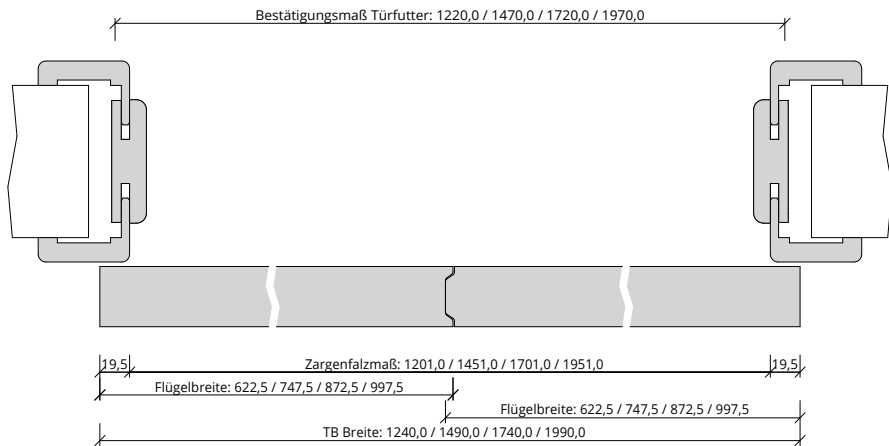 Bestätigungsmaß Türfutter: 1220,0 / 1470,0 / 1720,0 / 1970,0
19,5 Zargenfalzmaß: 1201,0 / 1451,0 / 1701,0 / 1951,0 19,5
Flügelbreite: 622,5 / 747,5 / 872,5 / 997,5
Flügelbreite: 622,5 / 747,5 / 872,5 / 997,5
TB Breite: 1240,0 / 1490,0 / 1740,0 / 1990,0